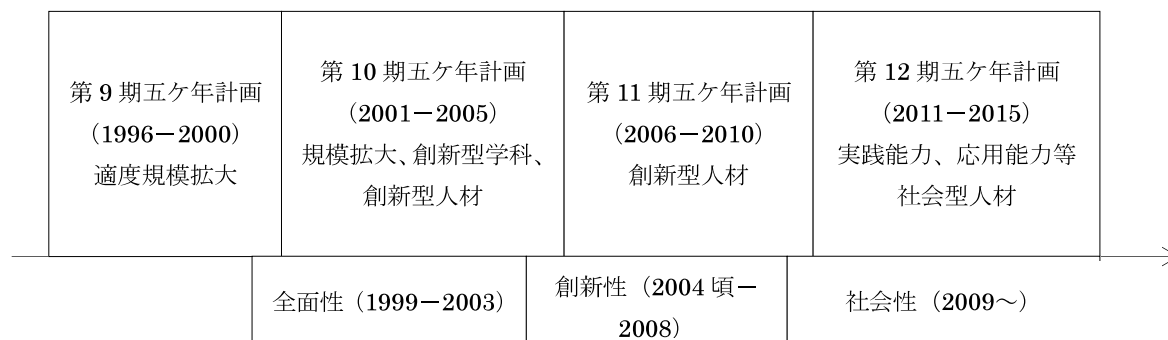 第 9 期五ケ年計画
（1996－2000）
適度規模拡大
第 10 期五ケ年計画
（2001－2005）
規模拡大、創新型学科、
創新型人材
第 11 期五ケ年計画
（2006－2010）
創新型人材
第 12 期五ケ年計画
（2011－2015）
実践能力、応用能力等
社会型人材
全面性（1999－2003）
創新性（2004 頃－
2008）
社会性（2009～）